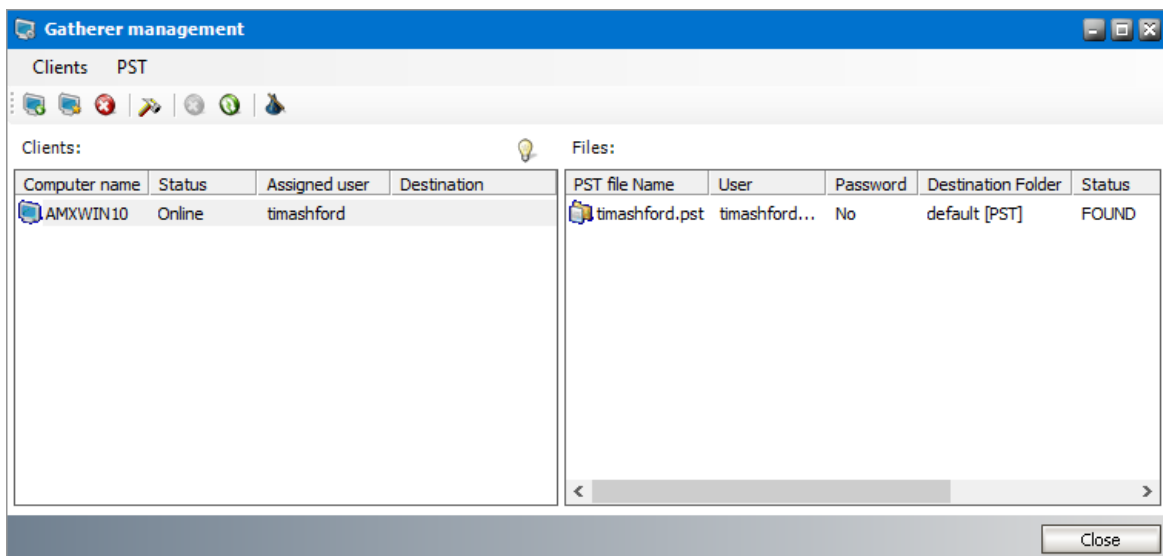 Gatherer management
Clients PST
Clients:
Computer name Status Assigned user Destination
AMXWIN10 Online timashford
Files:
PST file Name User Password Destination Folder Status
timashford.pst timashford... No default [PST] FOUND
Close